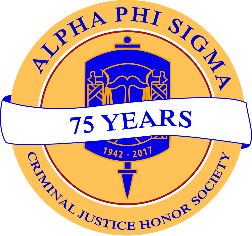 ALPHA PHI SIGMA
75 YEARS
1942 - 2017
CRIMINAL JUSTICE HONOR SOCIETY